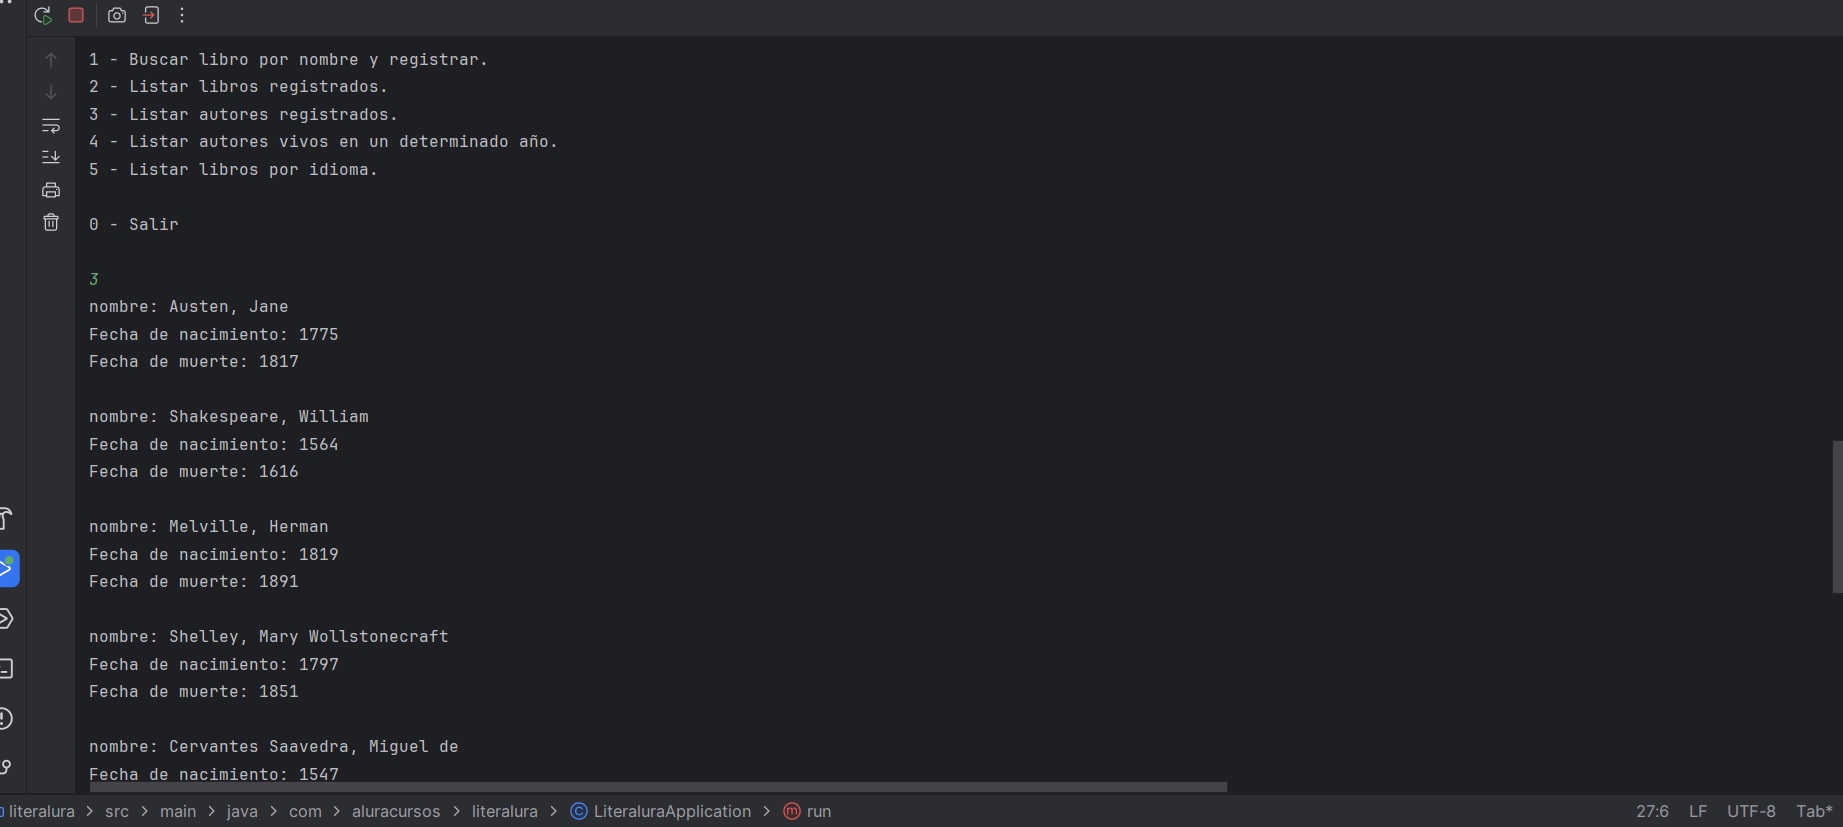 1 - Buscar libro por nombre y registrar.
2 - Listar libros registrados.
3 - Listar autores registrados.
4 - Listar autores vivos en un determinado año.
5 - Listar libros por idioma.
0 - Salir
3
nombre: Austen, Jane
Fecha de nacimiento: 1775
Fecha de muerte: 1817
nombre: Shakespeare, William
Fecha de nacimiento: 1564
Fecha de muerte: 1616
nombre: Melville, Herman
Fecha de nacimiento: 1819
Fecha de muerte: 1891
nombre: Shelley, Mary Wollstonecraft
Fecha de nacimiento: 1797
Fecha de muerte: 1851
nombre: Cervantes Saavedra, Miguel de
Fecha de nacimiento: 1547
literalura > src > main > java > com > aluracursos > literalura > LiteraluraApplication > run 27:6 LF UTF-8 Tab*